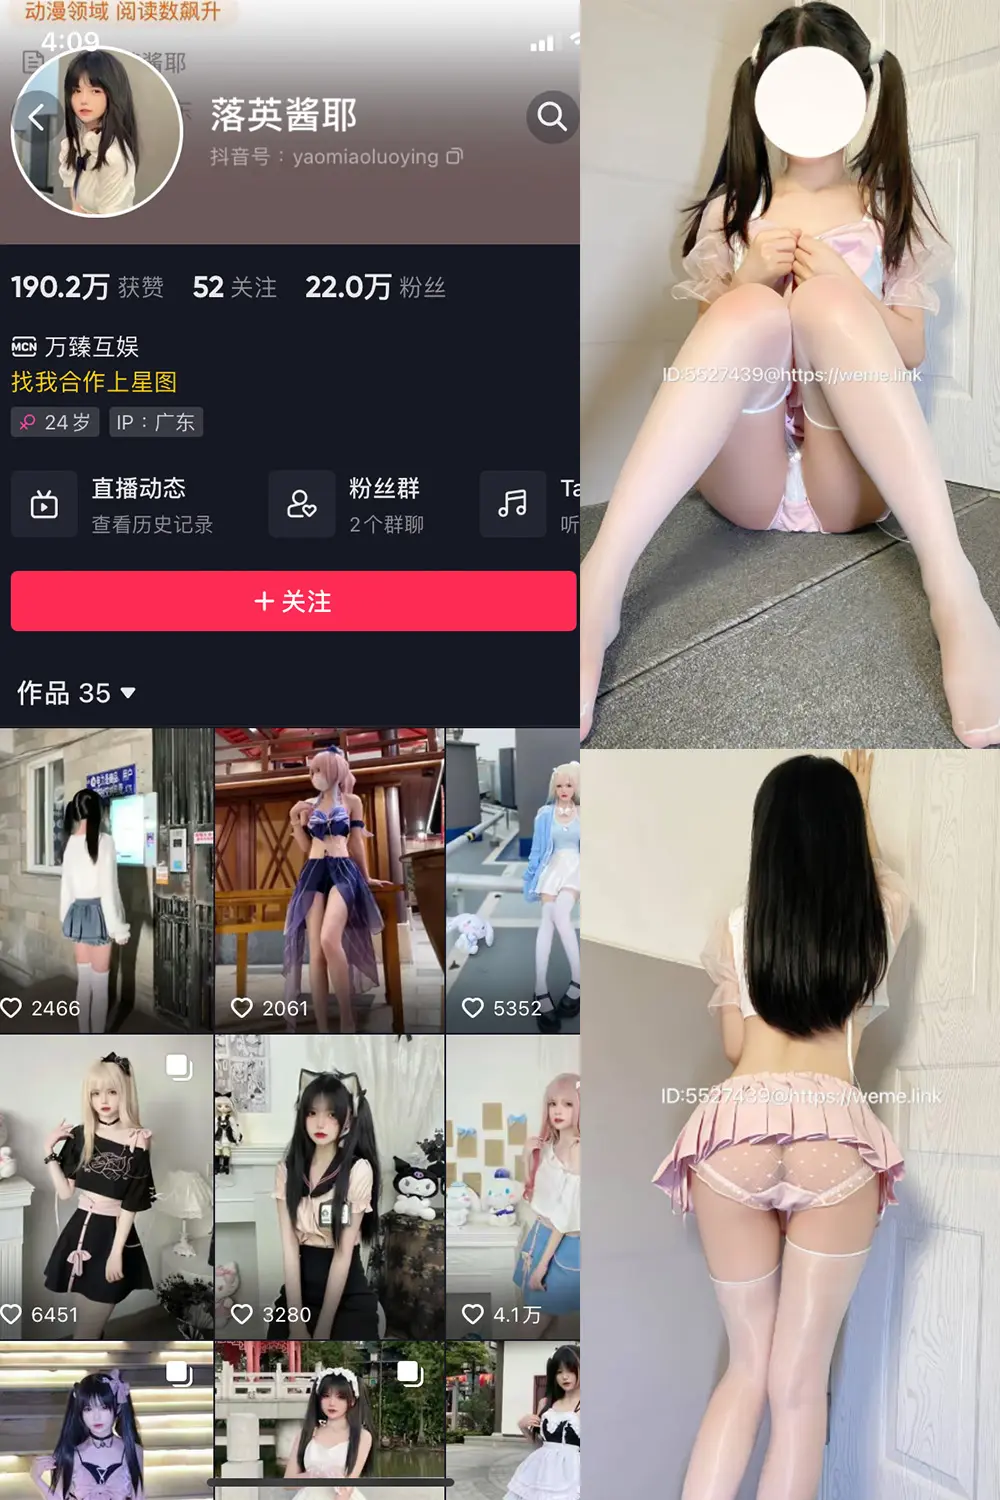 动漫领域 阅读数飙升
4:09
酱耶
落英酱耶
抖音号：yaomiaoluoying
190.2万 获赞 52 关注 22.0万 粉丝
MCN 万臻互娱
找我合作上星图
24岁 IP：广东
直播动态
查看历史记录
粉丝群
2个群聊
Ta
听
+ 关注
作品 35
2466
2061
5352
6451
3280
4.1万
ID:5527439@https://weme.link
ID:5527439@https://weme.link